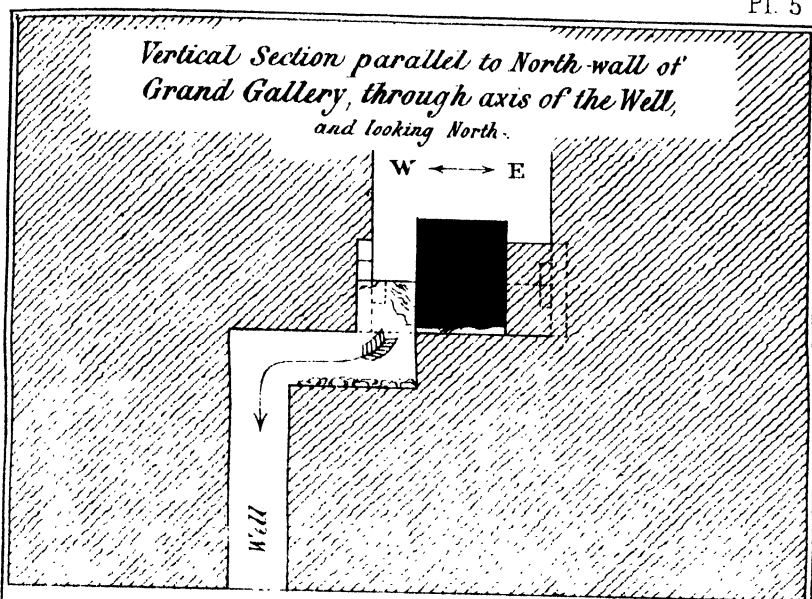 Pl. 5
Vertical Section parallel to North-wall of
Grand Gallery, through axis of the Well,
and looking North.
W E
Well